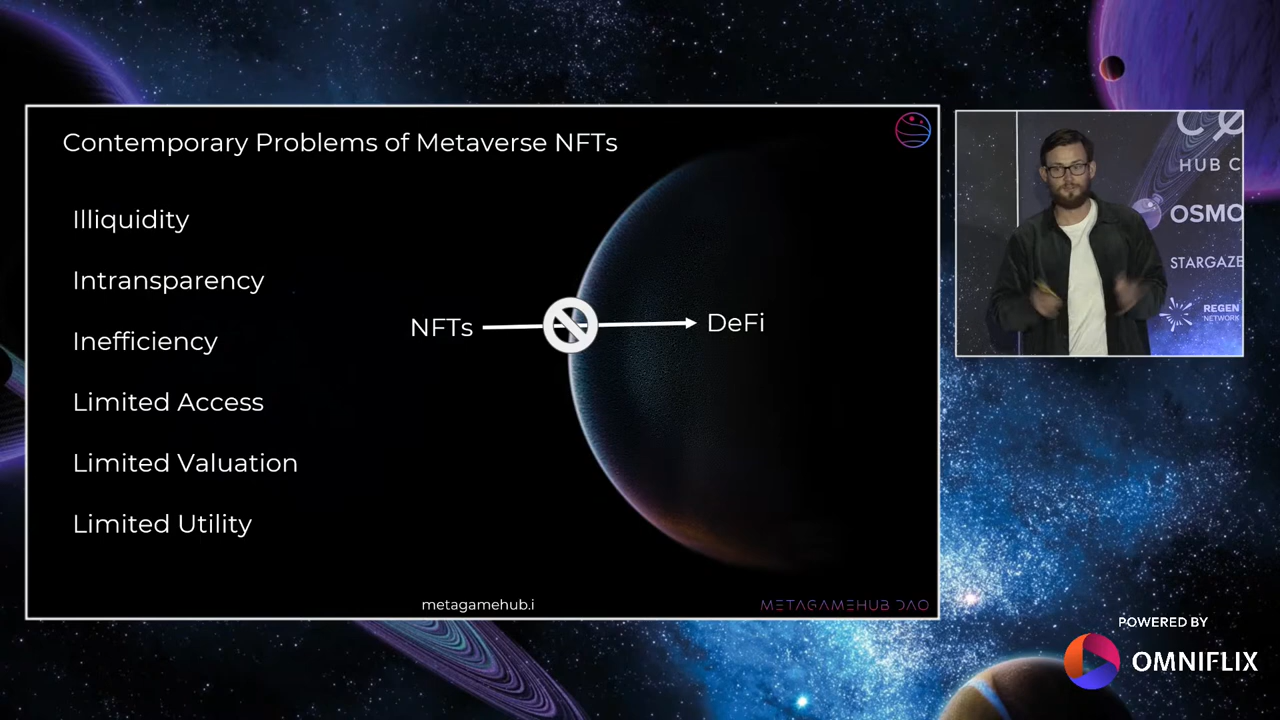 Contemporary Problems of Metaverse NFTs
Illiquidity
Intransparency
Inefficiency
Limited Access
Limited Valuation
Limited Utility
NFTs
DeFi
metagamehub.i
METAGAMEHUB DAO
HUB C
OSMO
STARGAZE
REGEN
NETWORK
POWERED BY
OMNIFLIX